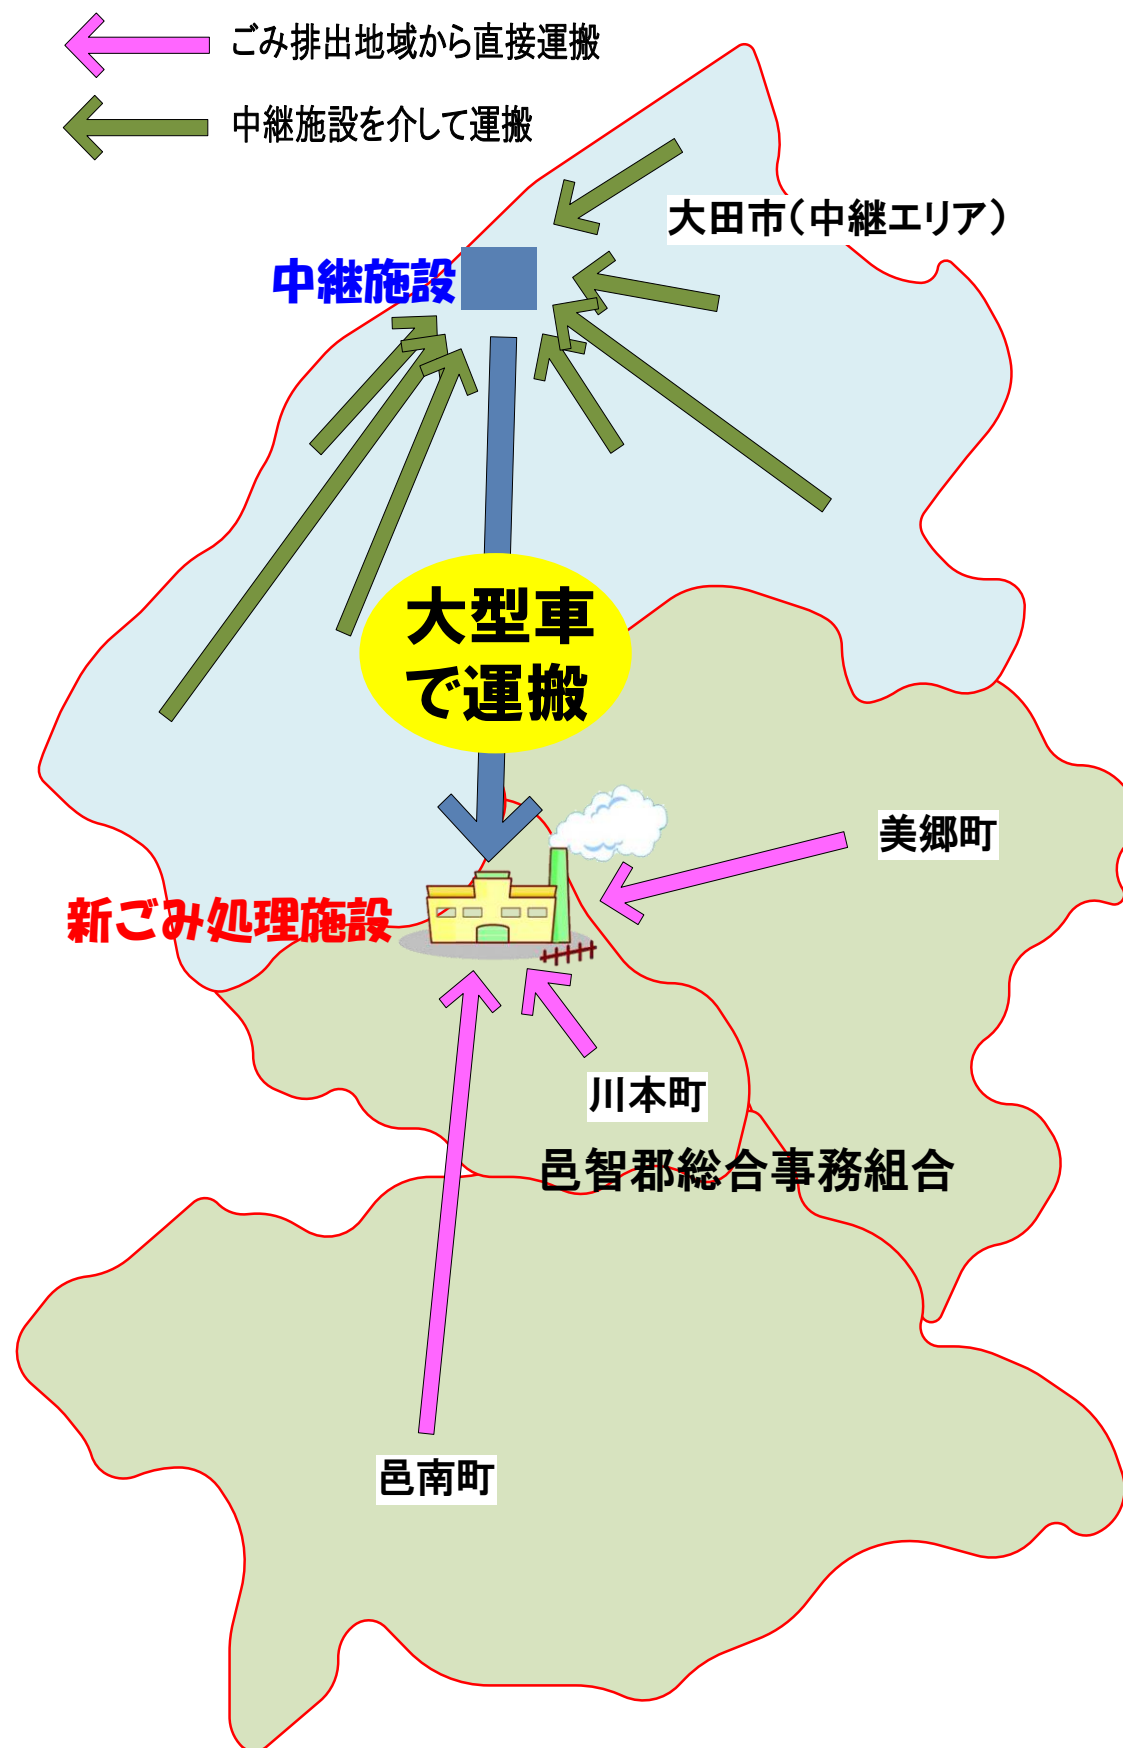 ごみ排出地域から直接運搬
中継施設を介して運搬
大田市（中継エリア）
中継施設
大型車
で運搬
美郷町
新ごみ処理施設
川本町
邑智郡総合事務組合
邑南町